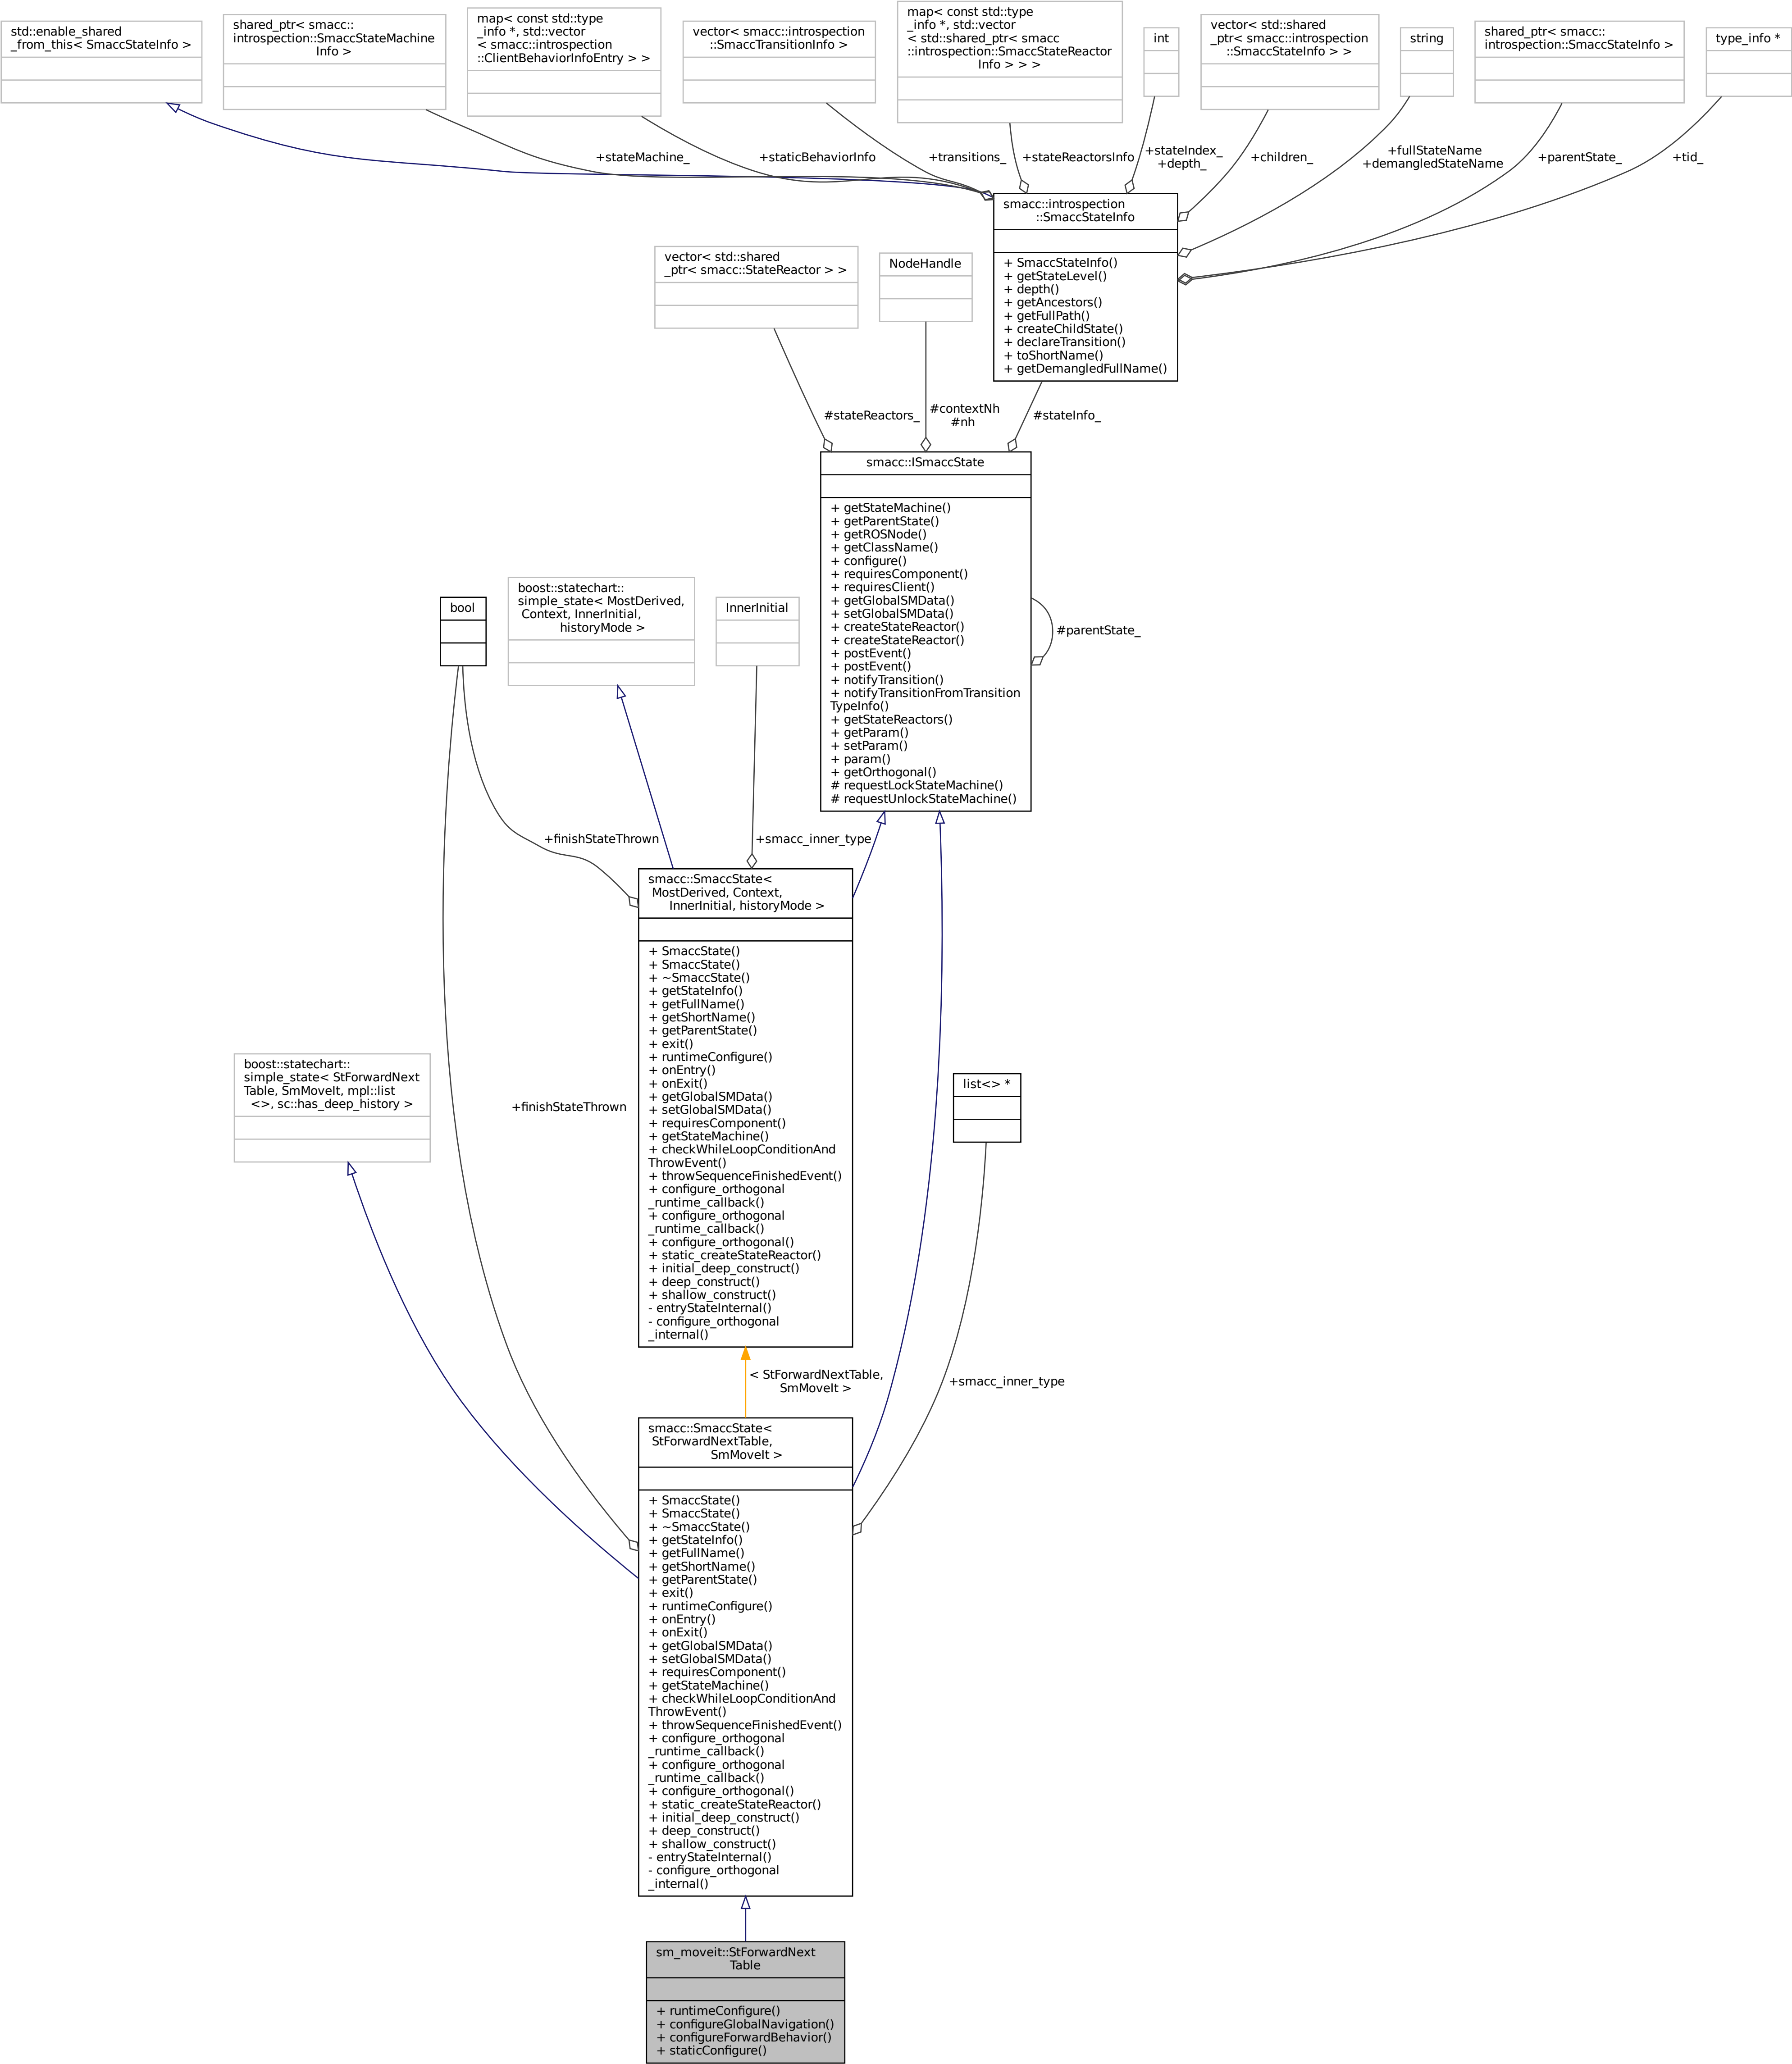 std::enable_shared
_from_this< SmaccStateInfo >
shared_ptr< smacc::
introspection::SmaccStateMachine
Info >
map< const std::type
_info *, std::vector
< smacc::introspection
::ClientBehaviorInfoEntry > >
vector< smacc::introspection
::SmaccTransitionInfo >
map< const std::type
_info *, std::vector
< std::shared_ptr< smacc
::introspection::SmaccStateReactor
Info > > >
int
vector< std::shared
_ptr< smacc::introspection
::SmaccStateInfo > >
string
shared_ptr< smacc::
introspection::SmaccStateInfo >
type_info *
+stateMachine_
+staticBehaviorInfo
+transitions_
+stateReactorsInfo
+stateIndex_
+depth_
+children_
+fullStateName
+demangledStateName
+parentState_
+tid_
smacc::introspection
::SmaccStateInfo
+ SmaccStateInfo()
+ getStateLevel()
+ depth()
+ getAncestors()
+ getFullPath()
+ createChildState()
+ declareTransition()
+ toShortName()
+ getDemangledFullName()
vector< std::shared
_ptr< smacc::StateReactor > >
NodeHandle
#stateReactors_
#contextNh
#nh
#stateInfo_
smacc::ISmaccState
+ getStateMachine()
+ getParentState()
+ getROSNode()
+ getClassName()
+ configure()
+ requiresComponent()
+ requiresClient()
+ getGlobalSMData()
+ setGlobalSMData()
+ createStateReactor()
+ createStateReactor()
+ postEvent()
+ postEvent()
+ notifyTransition()
+ notifyTransitionFromTransition
TypeInfo()
+ getStateReactors()
+ getParam()
+ setParam()
+ param()
+ getOrthogonal()
# requestLockStateMachine()
# requestUnlockStateMachine()
#parentState_
bool
boost::statechart::
simple_state< MostDerived,
Context, InnerInitial,
historyMode >
InnerInitial
+finishStateThrown
+smacc_inner_type
smacc::SmaccState<
MostDerived, Context,
InnerInitial, historyMode >
+ SmaccState()
+ SmaccState()
+ ~SmaccState()
+ getStateInfo()
+ getFullName()
+ getShortName()
+ getParentState()
+ exit()
+ runtimeConfigure()
+ onEntry()
+ onExit()
+ getGlobalSMData()
+ setGlobalSMData()
+ requiresComponent()
+ getStateMachine()
+ checkWhileLoopConditionAnd
ThrowEvent()
+ throwSequenceFinishedEvent()
+ configure_orthogonal
_runtime_callback()
+ configure_orthogonal
_runtime_callback()
+ configure_orthogonal()
+ static_createStateReactor()
+ initial_deep_construct()
+ deep_construct()
+ shallow_construct()
- entryStateInternal()
- configure_orthogonal
_internal()
boost::statechart::
simple_state< StForwardNext
Table, SmMoveIt, mpl::list
<>, sc::has_deep_history >
+finishStateThrown
list<> *
< StForwardNextTable,
SmMoveIt >
+smacc_inner_type
smacc::SmaccState<
StForwardNextTable,
SmMoveIt >
+ SmaccState()
+ SmaccState()
+ ~SmaccState()
+ getStateInfo()
+ getFullName()
+ getShortName()
+ getParentState()
+ exit()
+ runtimeConfigure()
+ onEntry()
+ onExit()
+ getGlobalSMData()
+ setGlobalSMData()
+ requiresComponent()
+ getStateMachine()
+ checkWhileLoopConditionAnd
ThrowEvent()
+ throwSequenceFinishedEvent()
+ configure_orthogonal
_runtime_callback()
+ configure_orthogonal
_runtime_callback()
+ configure_orthogonal()
+ static_createStateReactor()
+ initial_deep_construct()
+ deep_construct()
+ shallow_construct()
- entryStateInternal()
- configure_orthogonal
_internal()
sm_moveit::StForwardNext
Table
+ runtimeConfigure()
+ configureGlobalNavigation()
+ configureForwardBehavior()
+ staticConfigure()